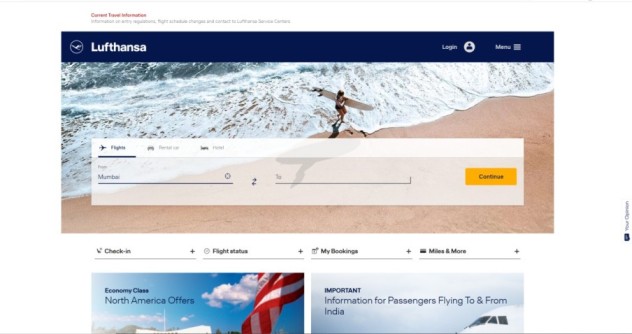 Current Travel Information
Information on entry regulations, flight schedule changes and contact to Lufthansa Service Centers
Lufthansa
Login
Menu
Flights
Rental car
Hotel
From
Mumbai
To
Continue
Check-in
Flight status
My Bookings
Miles & More
Your Opinion
Economy Class
North America Offers
IMPORTANT
Information for Passengers Flying To & From
India